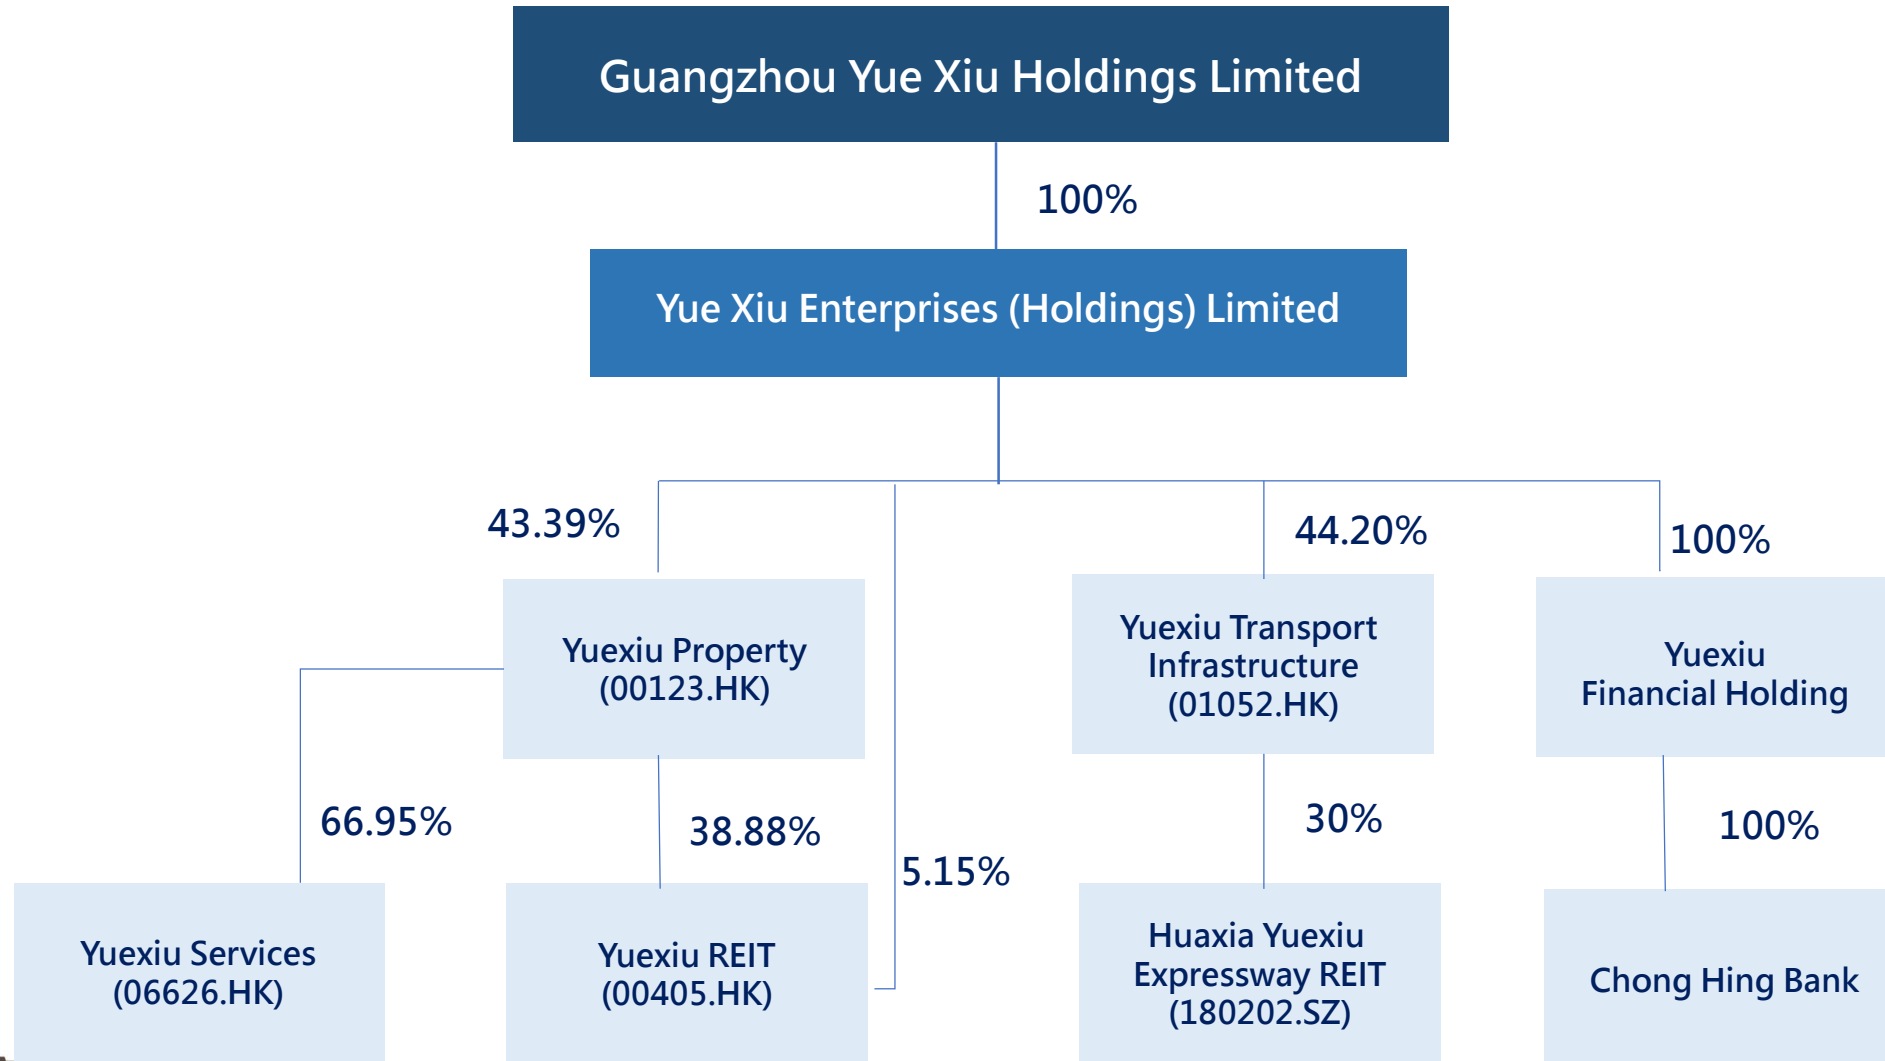 Guangzhou Yue Xiu Holdings Limited
100%
Yue Xiu Enterprises (Holdings) Limited
43.39%
44.20%
100%
Yuexiu Property
(00123.HK)
Yuexiu Transport
Infrastructure
(01052.HK)
Yuexiu
Financial Holding
66.95%
38.88%
5.15%
30%
100%
Yuexiu Services
(06626.HK)
Yuexiu REIT
(00405.HK)
Huaxia Yuexiu
Expressway REIT
(180202.SZ)
Chong Hing Bank